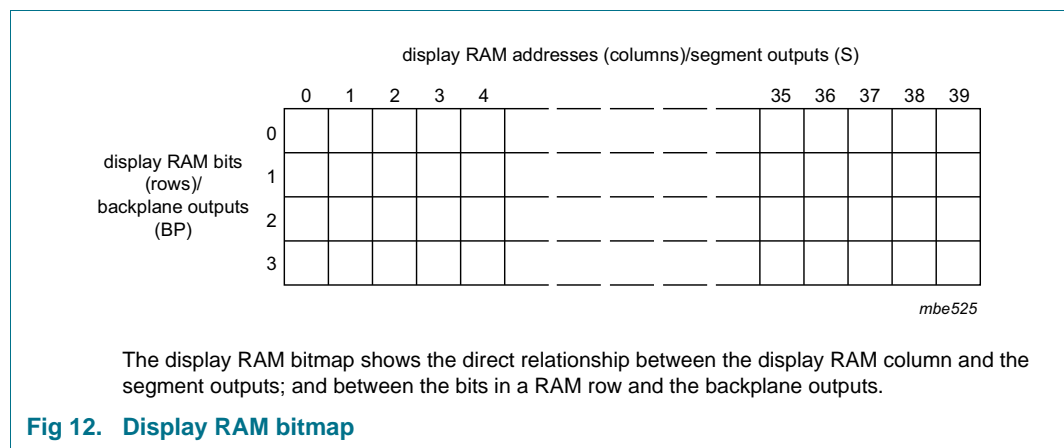 display RAM addresses (columns)/segment outputs (S)
0 1 2 3 4 35 36 37 38 39
0
display RAM bits
(rows)/
backplane outputs
(BP)
1
2
3
mbe525
The display RAM bitmap shows the direct relationship between the display RAM column and the
segment outputs; and between the bits in a RAM row and the backplane outputs.
Fig 12. Display RAM bitmap